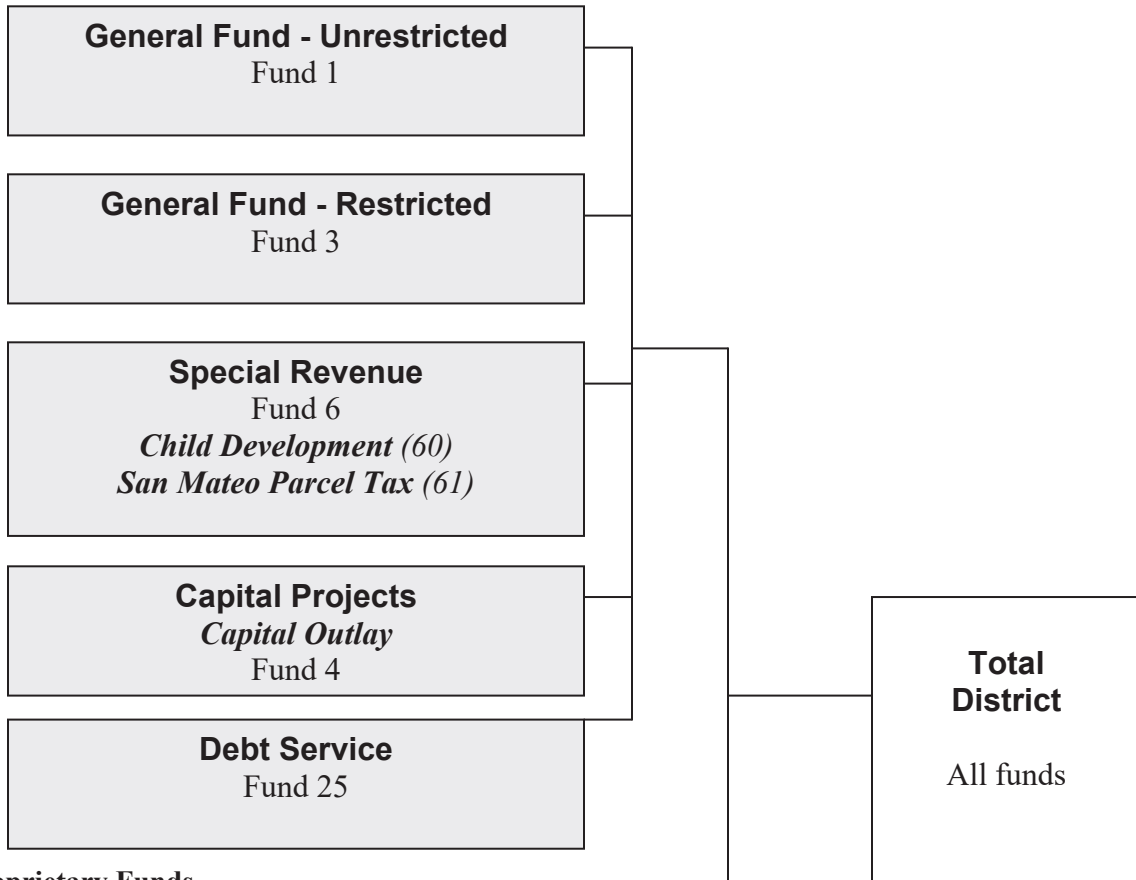 General Fund - Unrestricted
Fund 1
General Fund - Restricted
Fund 3
Special Revenue
Fund 6
Child Development (60)
San Mateo Parcel Tax (61)
Capital Projects
Capital Outlay
Fund 4
Debt Service
Fund 25
Total
District
All funds
Funds